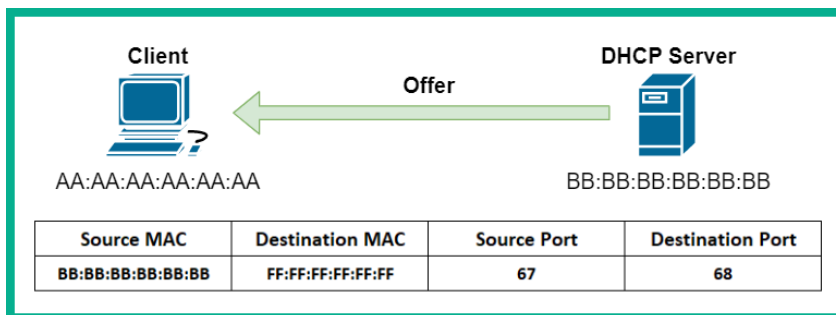 Client
DHCP Server
Offer
AA:AA:AA:AA:AA:AA
BB:BB:BB:BB:BB:BB
Source MAC Destination MAC Source Port Destination Port
BB:BB:BB:BB:BB:BB FF:FF:FF:FF:FF:FF 67 68